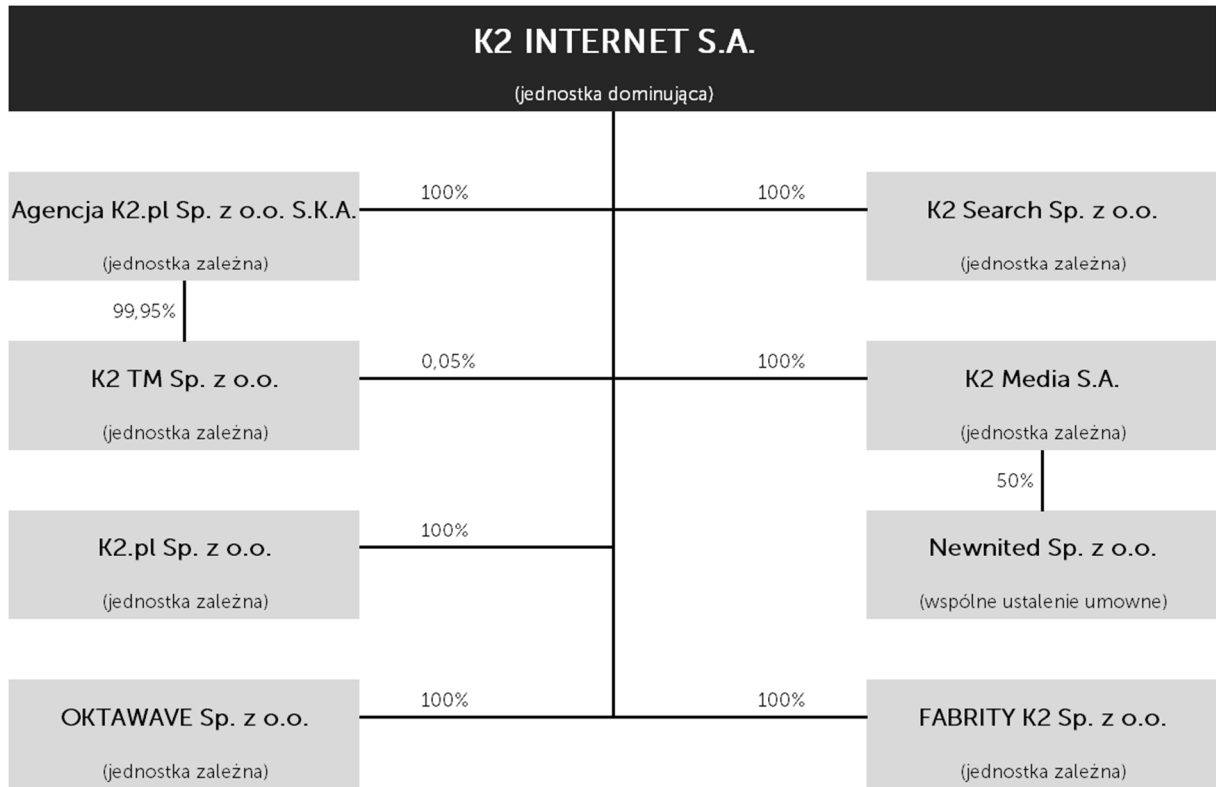 K2 INTERNET S.A.
(jednostka dominująca)
Agencja K2.pl Sp. z o.o. S.K.A.
(jednostka zależna)
100%
100%
K2 Search Sp. z o.o.
(jednostka zależna)
99,95%
K2 TM Sp. z o.o.
(jednostka zależna)
0,05%
100%
K2 Media S.A.
(jednostka zależna)
50%
K2.pl Sp. z o.o.
(jednostka zależna)
100%
Newnited Sp. z o.o.
(wspólne ustalenie umowne)
OKTAWAVE Sp. z o.o.
(jednostka zależna)
100%
100%
FABRITY K2 Sp. z o.o.
(jednostka zależna)